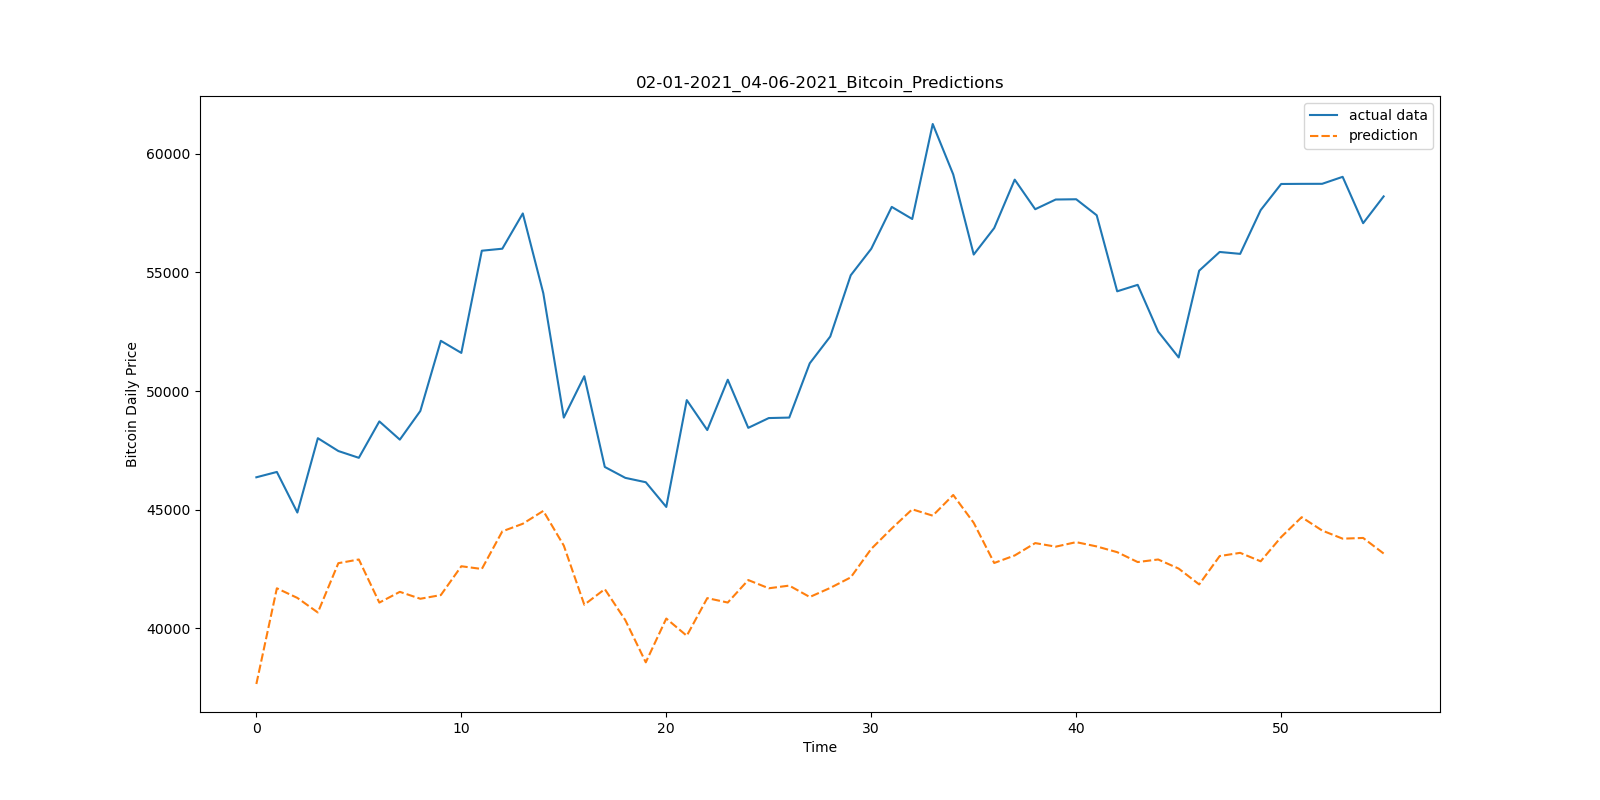 02-01-2021_04-06-2021_Bitcoin_Predictions
actual data
prediction
60000
55000
50000
45000
40000
Bitcoin Daily Price
0 10 20 30 40 50
Time